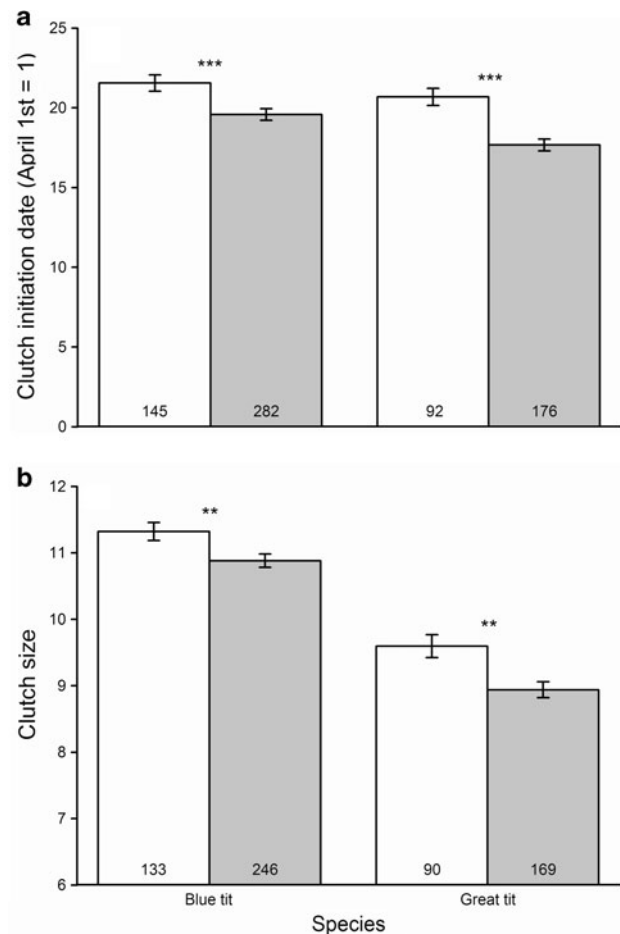 a
Clutch initiation date (April 1st = 1)
25
20
15
10
5
0
***
***
145 282 92 176
b
Clutch size
12
11
10
9
8
7
6
**
**
133 246 90 169
Blue tit Great tit
Species